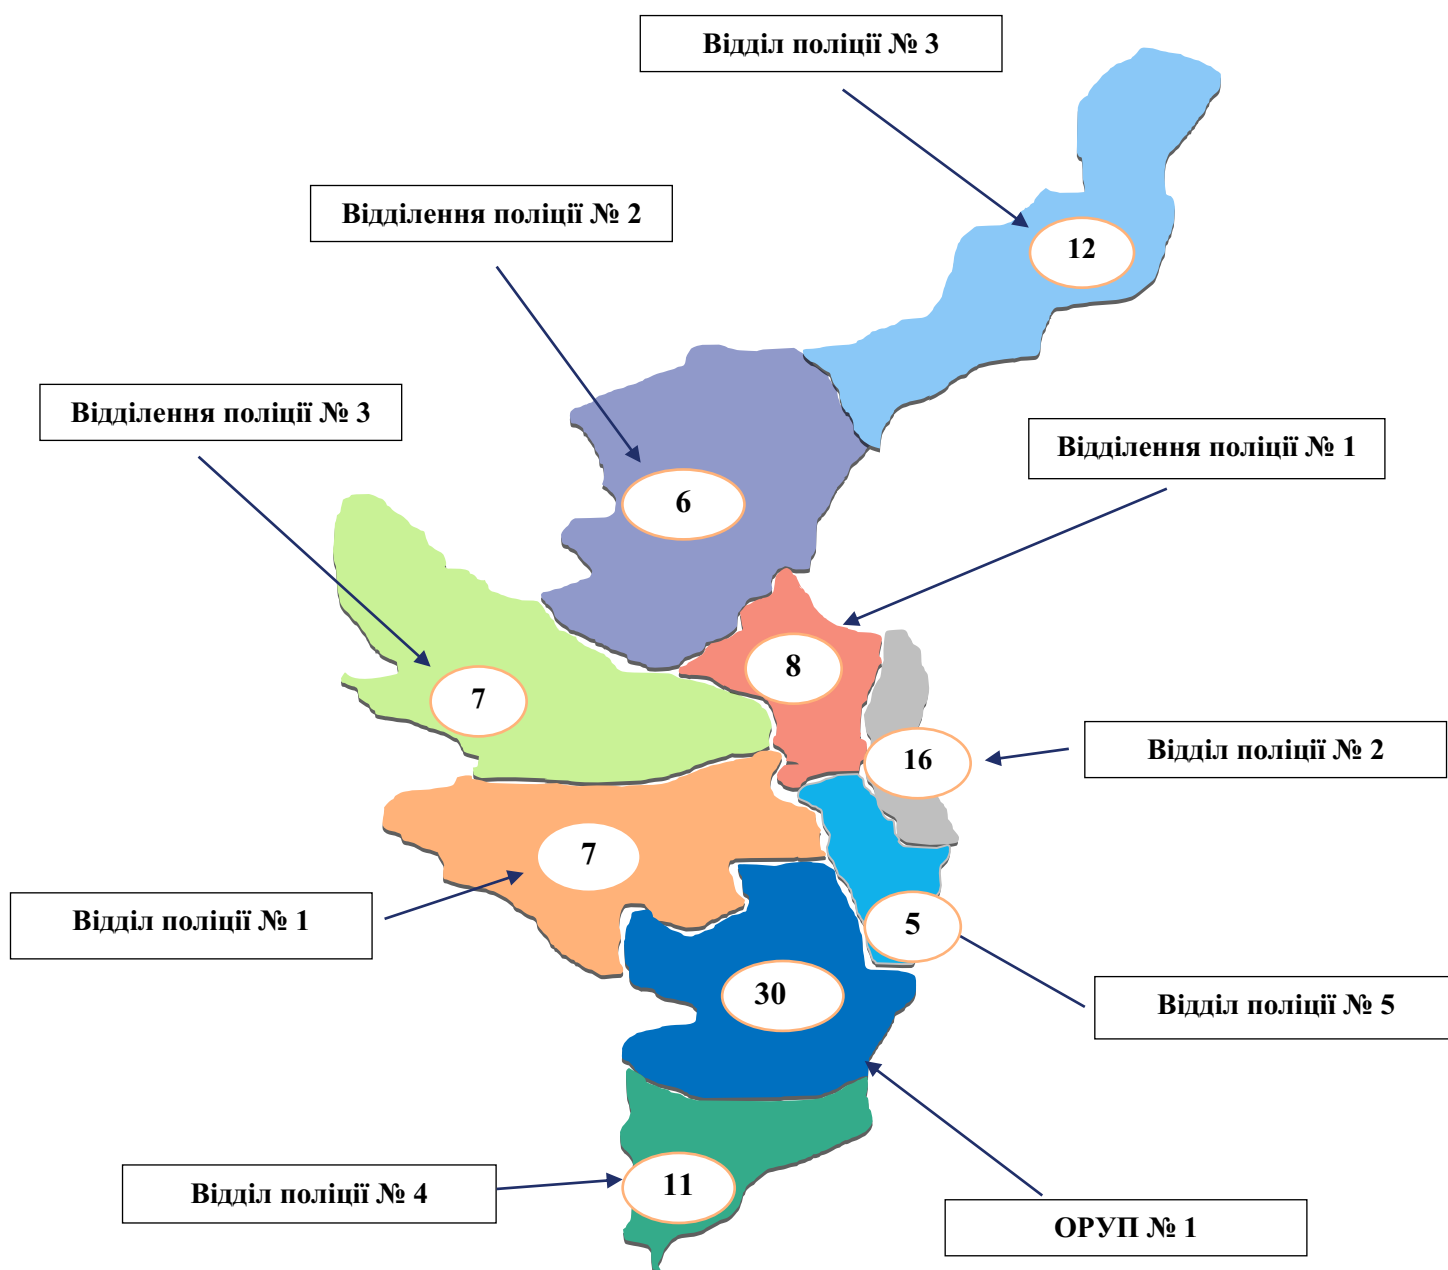 Відділ поліції № 3
Відділення поліції № 2
12
Відділення поліції № 3
Відділення поліції № 1
6
8
7
16
Відділ поліції № 2
7
Відділ поліції № 1
5
30
Відділ поліції № 5
11
Відділ поліції № 4
ОРУП № 1